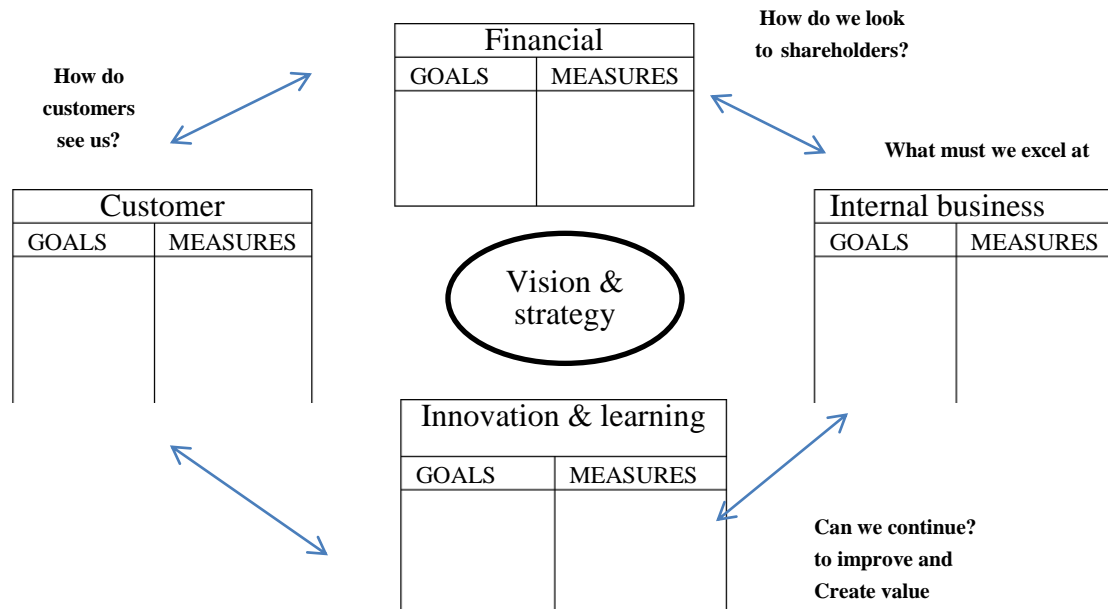 How do we look
to shareholders?
Financial
GOALS MEASURES
How do
customers
see us?
What must we excel at
Customer
GOALS MEASURES
Internal business
GOALS MEASURES
Vision &
strategy
Innovation & learning
GOALS MEASURES
Can we continue?
to improve and
Create value